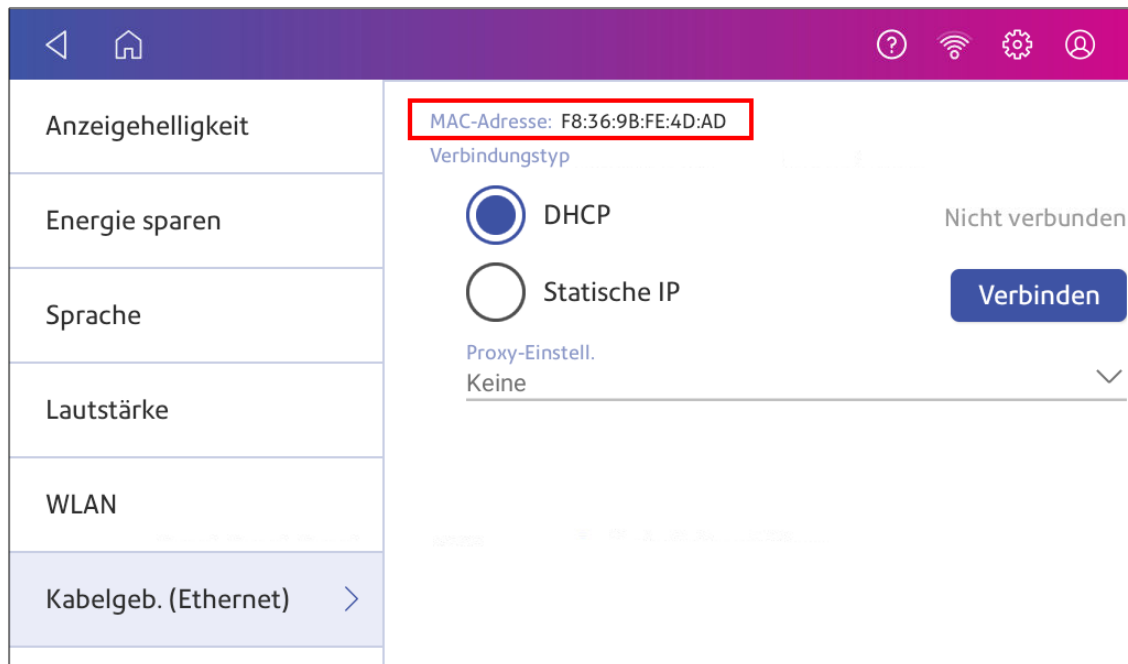 Anzeigehelligkeit
Energie sparen
Sprache
Lautstärke
WLAN
Kabelgeb. (Ethernet)
MAC-Adresse: F8:36:9B:FE:4D:AD
Verbindungstyp
DHCP
Nicht verbunden
Statische IP
Verbinden
Proxy-Einstell.
Keine